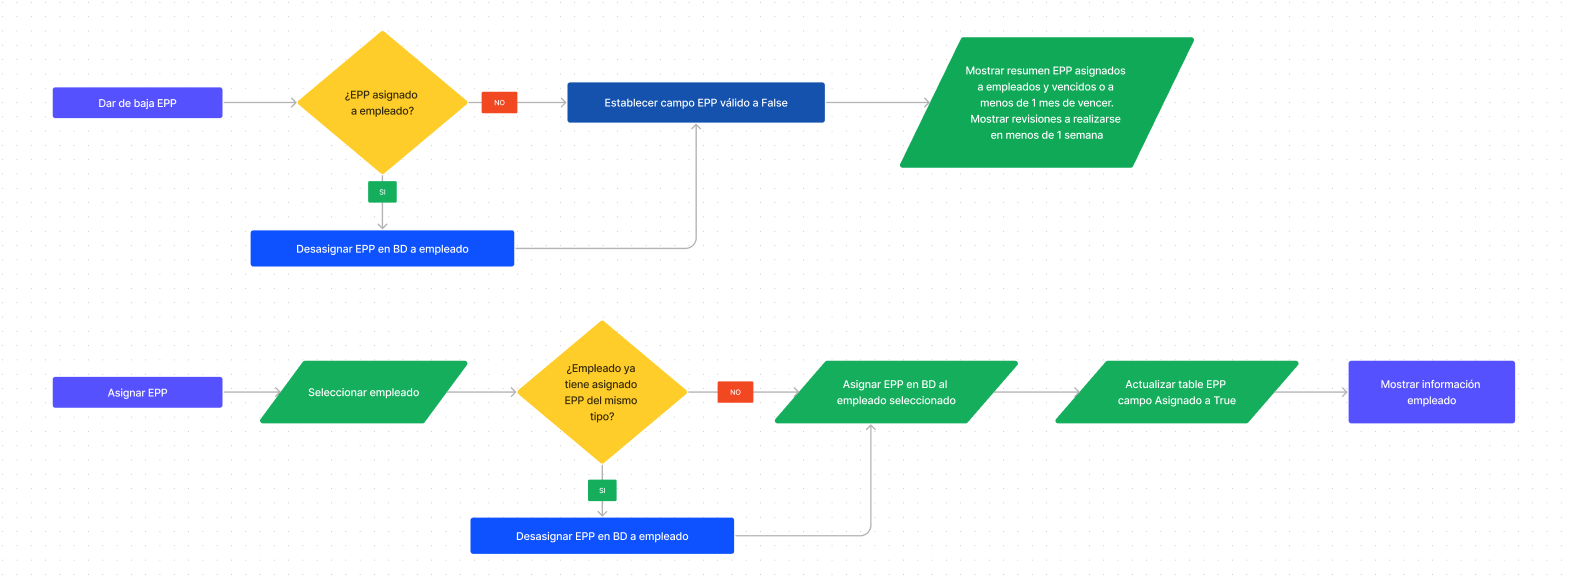 Dar de baja EPP
¿EPP asignado
a empleado?
NO
Establecer campo EPP válido a False
Mostrar resumen EPP asignados
a empleados y vencidos o a
menos de 1 mes de vencer.
Mostrar revisiones a realizarse
en menos de 1 semana
SI
Desasignar EPP en BD a empleado
Asignar EPP
Seleccionar empleado
¿Empleado ya
tiene asignado
EPP del mismo
tipo?
NO
Asignar EPP en BD al
empleado seleccionado
Actualizar table EPP
campo Asignado a True
Mostrar información
empleado
SI
Desasignar EPP en BD a empleado